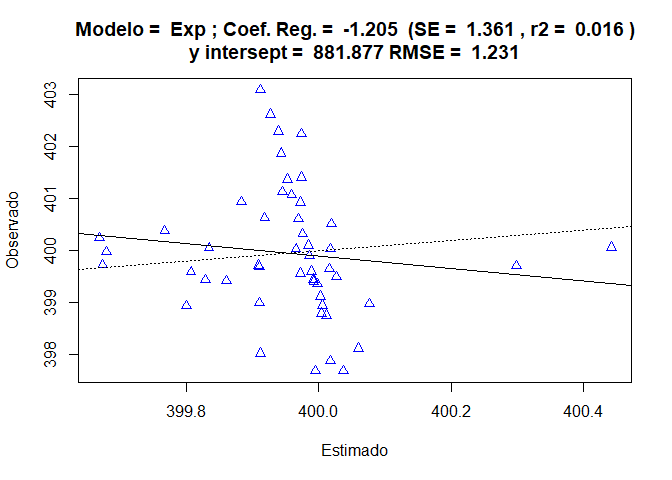 Modelo = Exp ; Coef. Reg. = -1.205 (SE = 1.361 , r2 = 0.016 )
y intersept = 881.877 RMSE = 1.231
403
402
401
400
399
398
Observado
399.8 400.0 400.2 400.4
Estimado